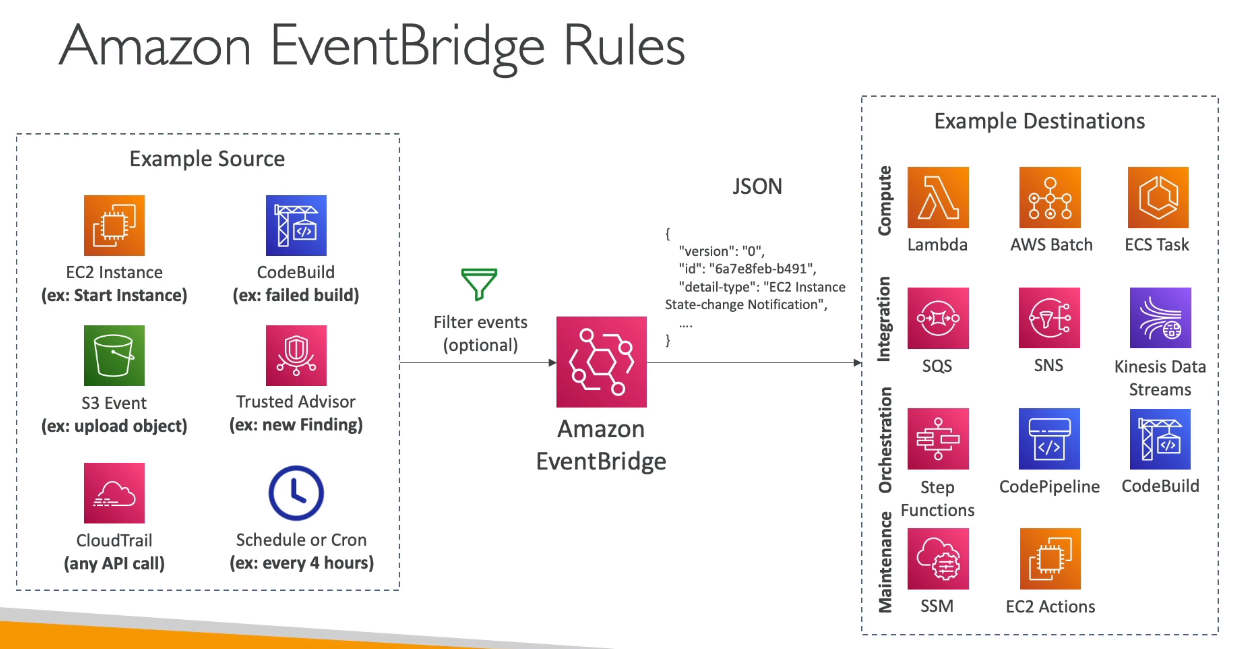 Amazon EventBridge Rules
Example Source
EC2 Instance
(ex: Start Instance)
CodeBuild
(ex: failed build)
S3 Event
(ex: upload object)
Trusted Advisor
(ex: new Finding)
CloudTrail
(any API call)
Schedule or Cron
(ex: every 4 hours)
Filter events
(optional)
Amazon
EventBridge
JSON
{
"version": "0",
"id": "6a7e8feb-b491",
"detail-type": "EC2 Instance
State-change Notification",
....
}
Example Destinations
Compute
Lambda
AWS Batch
ECS Task
Integration
SQS
SNS
Kinesis Data
Streams
Orchestration
Step
Functions
CodePipeline
CodeBuild
Maintenance
SSM
EC2 Actions